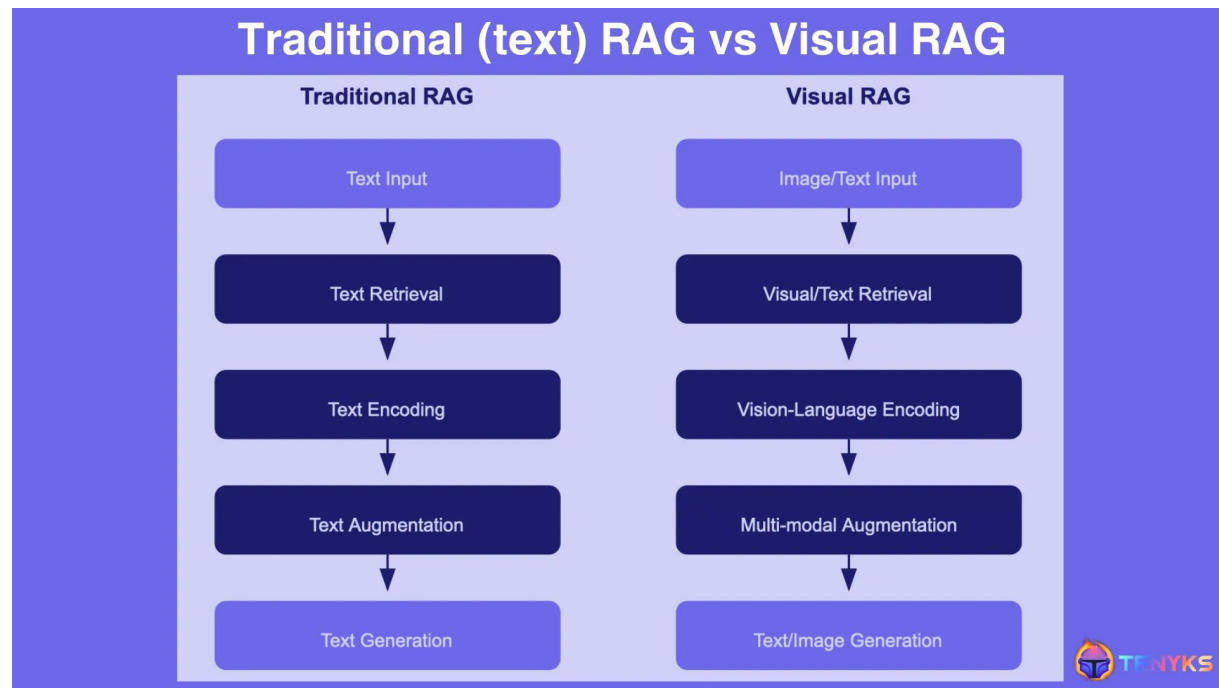 Traditional (text) RAG vs Visual RAG
Traditional RAG
Text Input
Text Retrieval
Text Encoding
Text Augmentation
Text Generation
Visual RAG
Image/Text Input
Visual/Text Retrieval
Vision-Language Encoding
Multi-modal Augmentation
Text/Image Generation
TENYKS